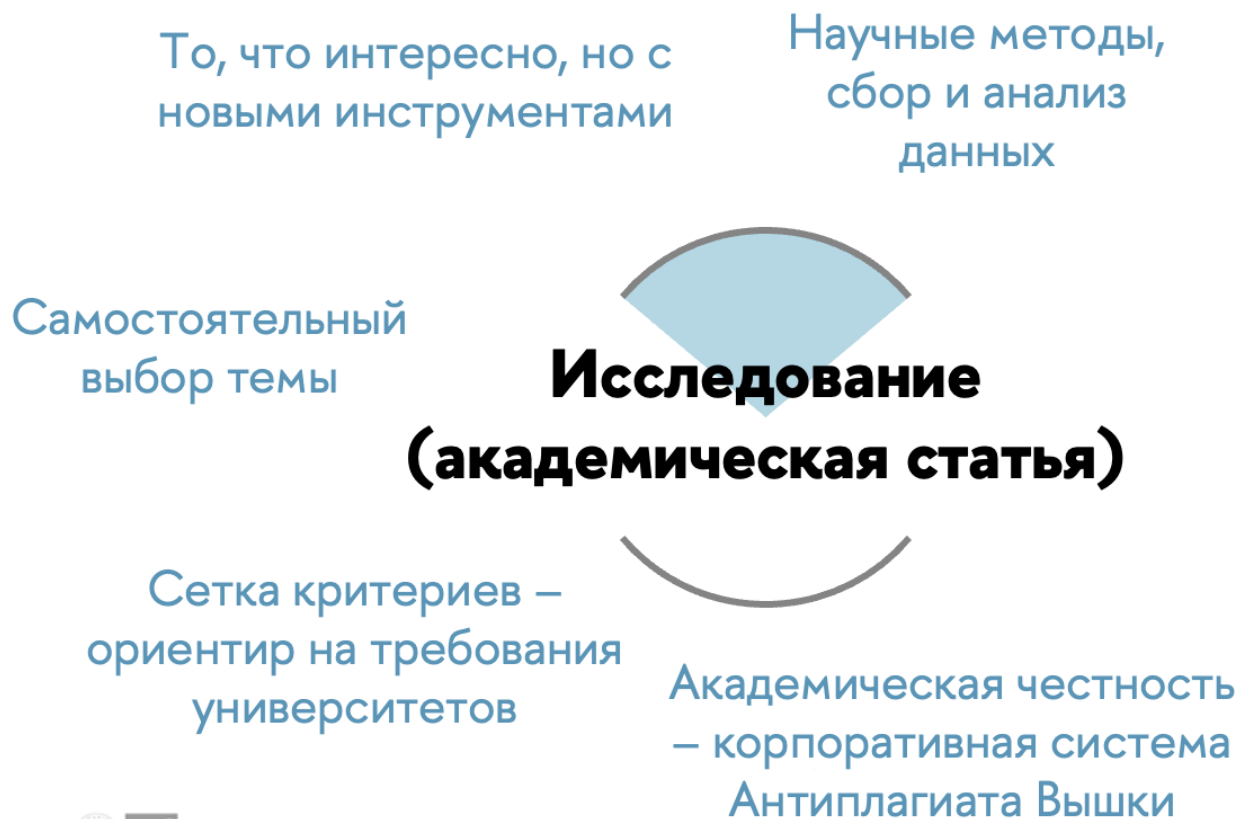 То, что интересно, но с
новыми инструментами
Научные методы,
сбор и анализ
данных
Самостоятельный
выбор темы
Исследование
(академическая статья)
Сетка критериев –
ориентир на требования
университетов
Академическая честность
– корпоративная система
Антиплагиата Вышки